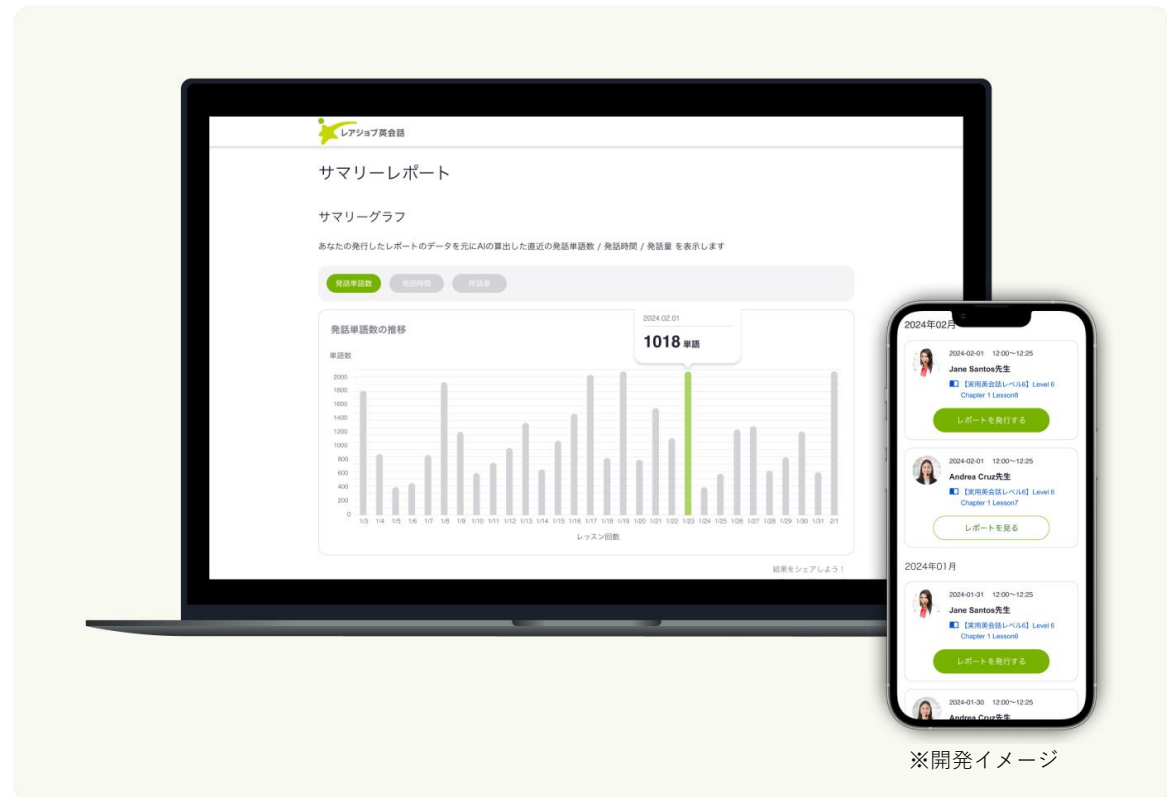 レアジョブ英会話
サマリーレポート
サマリーグラフ
あなたの発行したレポートのデータを元にAIの算出した直近の発話単語数 / 発話時間 / 発話量 を表示します
発話単語数
発話時間
発話量
発話単語数の推移
単語数
2024.02.01
1018 単語
2000
1800
1600
1400
1200
1000
800
600
400
200
0
1/3 1/4 1/5 1/6 1/7 1/8 1/9 1/10 1/11 1/12 1/13 1/14 1/15 1/16 1/17 1/18 1/19 1/20 1/21 1/22 1/23 1/24 1/25 1/26 1/27 1/28 1/29 1/30 1/31 2/1
レッスン回数
結果をシェアしよう!
2024年02月
2024-02-01 12:00〜12:25
Jane Santos先生
【実用英会話レベル6】Level 6
Chapter 1 Lesson8
レポートを発行する
2024-02-01 12:00〜12:25
Andrea Cruz先生
【実用英会話レベル6】Level 6
Chapter 1 Lesson7
レポートを見る
2024年01月
2024-01-31 12:00〜12:25
Jane Santos先生
【実用英会話レベル6】Level 6
Chapter 1 Lesson6
レポートを発行する
2024-01-30 12:00〜12:25
Andrea Cruz先生
※開発イメージ